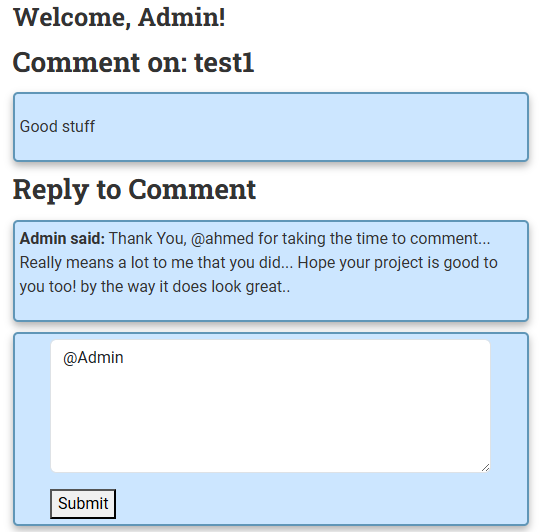 Welcome, Admin!
Comment on: test1
Good stuff
Reply to Comment
Admin said: Thank You, @ahmed for taking the time to comment...
Really means a lot to me that you did... Hope your project is good to
you too! by the way it does look great..
@Admin
Submit